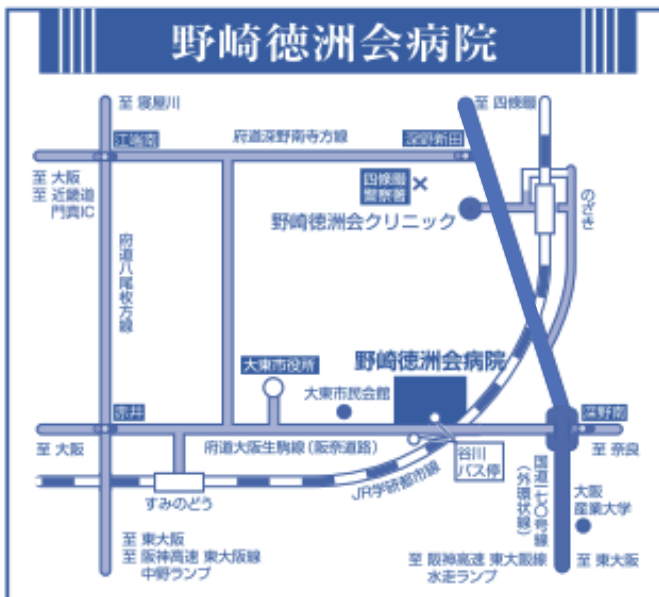 野崎徳洲会病院
至 寝屋川
至 四條畷
江端南
府道深野南寺方線
深野新田
至 大阪
至 近畿道
門真IC
四條畷
警察署
野崎徳洲会クリニック
のざき
府道八尾枚方線
大東市役所
野崎徳洲会病院
大東市民会館
赤井
深野南
至 大阪
府道大阪生駒線(阪奈道路)
谷川
バス停
至 奈良
すみのどう
JR学研都市線
国道一七〇号線
(外環状線)
大阪
産業大学
至 東大阪
至 阪神高速 東大阪線
中野ランプ
至 阪神高速 東大阪線
水走ランプ
至 東大阪